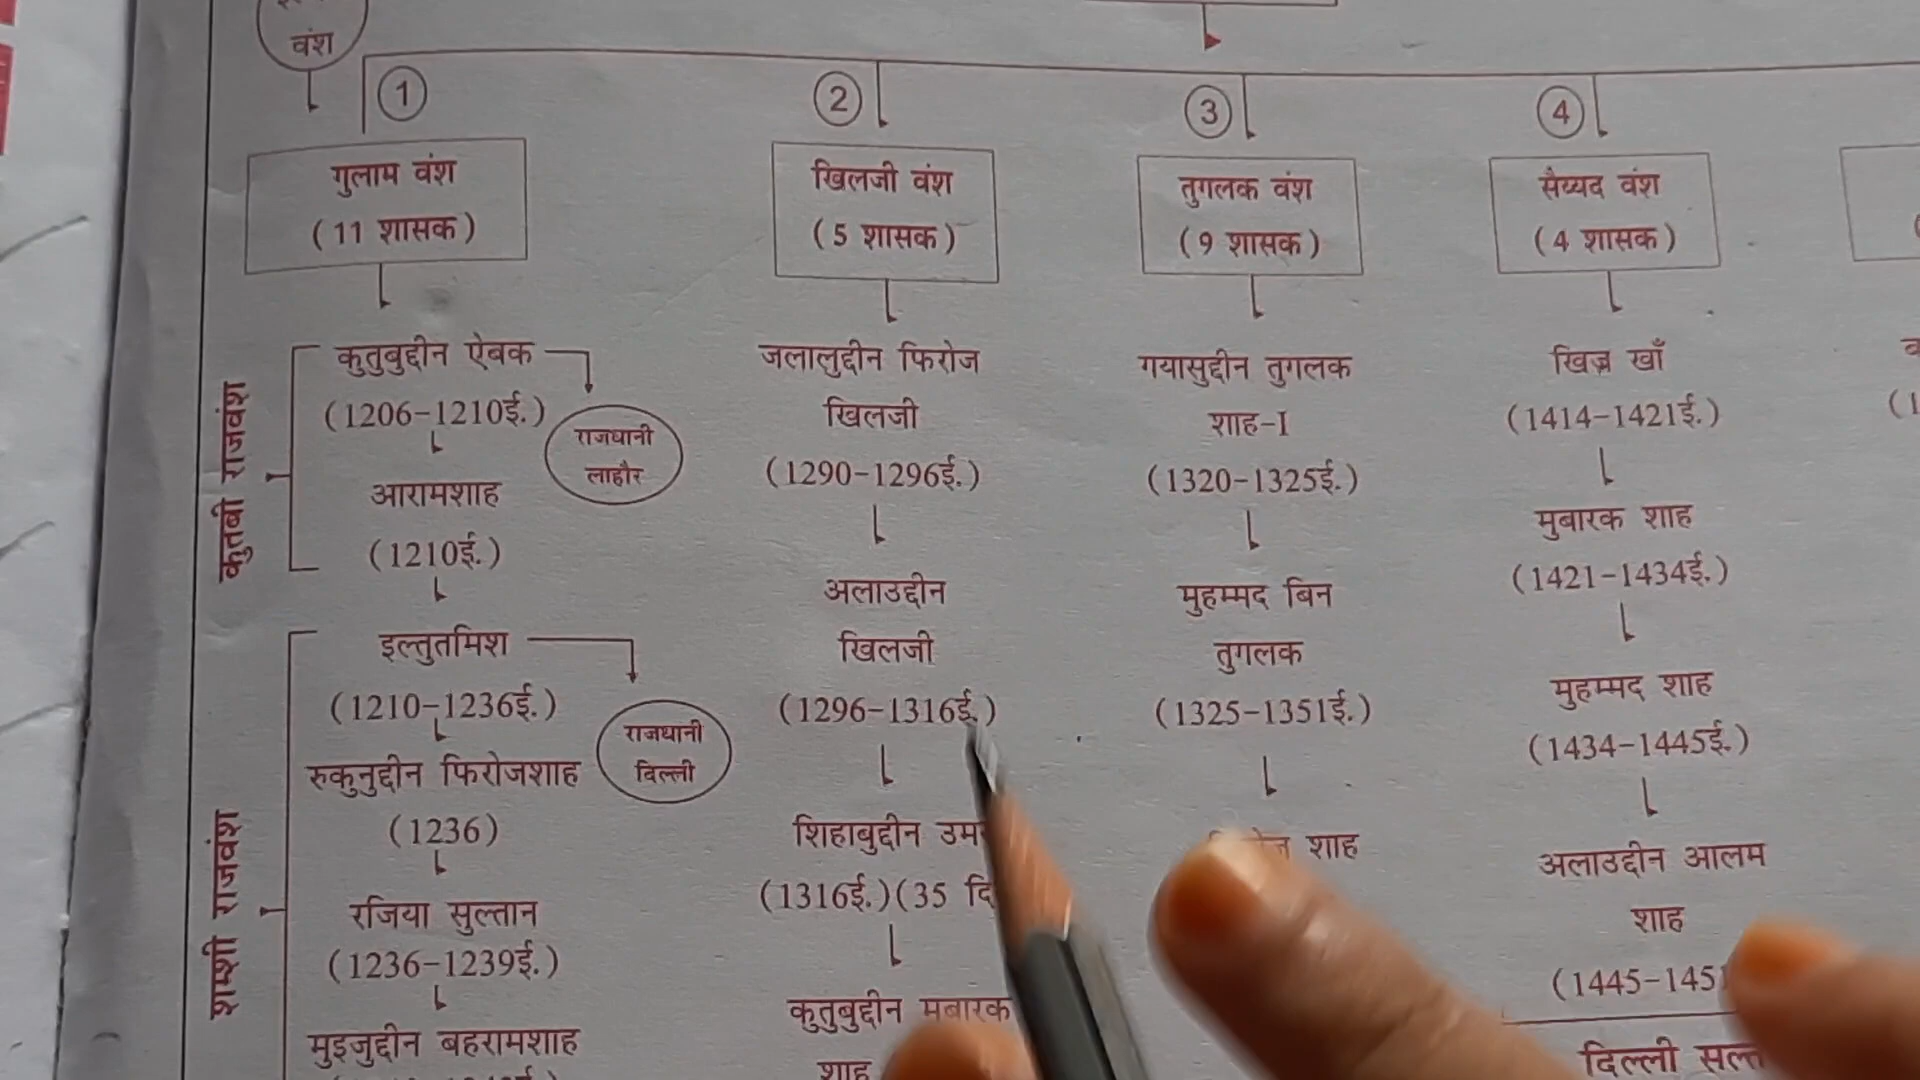 वंश
1
गुलाम वंश
(11 शासक)
कुतबी राजवंश
कुतुबुद्दीन ऐबक
(1206-1210ई.)
राजधानी
लाहौर
आरामशाह
(1210ई.)
शम्शी राजवंश
इल्तुतमिश
(1210-1236ई.)
राजधानी
दिल्ली
रुकुनुद्दीन फिरोजशाह
(1236)
रजिया सुल्तान
(1236-1239ई.)
मुइजुद्दीन बहरामशाह
2
खिलजी वंश
(5 शासक)
जलालुद्दीन फिरोज
खिलजी
(1290-1296ई.)
अलाउद्दीन
खिलजी
(1296-1316ई.)
शिहाबुद्दीन
(1316ई.)(35
कुतुबुद्दीन मुबारक
शाह
3
तुगलक वंश
(9 शासक)
गयासुद्दीन तुगलक
शाह-I
(1320-1325ई.)
मुहम्मद बिन
तुगलक
(1325-1351ई.)
शाह
4
सैय्यद वंश
(4 शासक)
खिज्र खाँ
(1414-1421ई.)
मुबारक शाह
(1421-1434ई.)
मुहम्मद शाह
(1434-1445ई.)
अलाउद्दीन आलम
शाह
(1445-145
दिल्ली